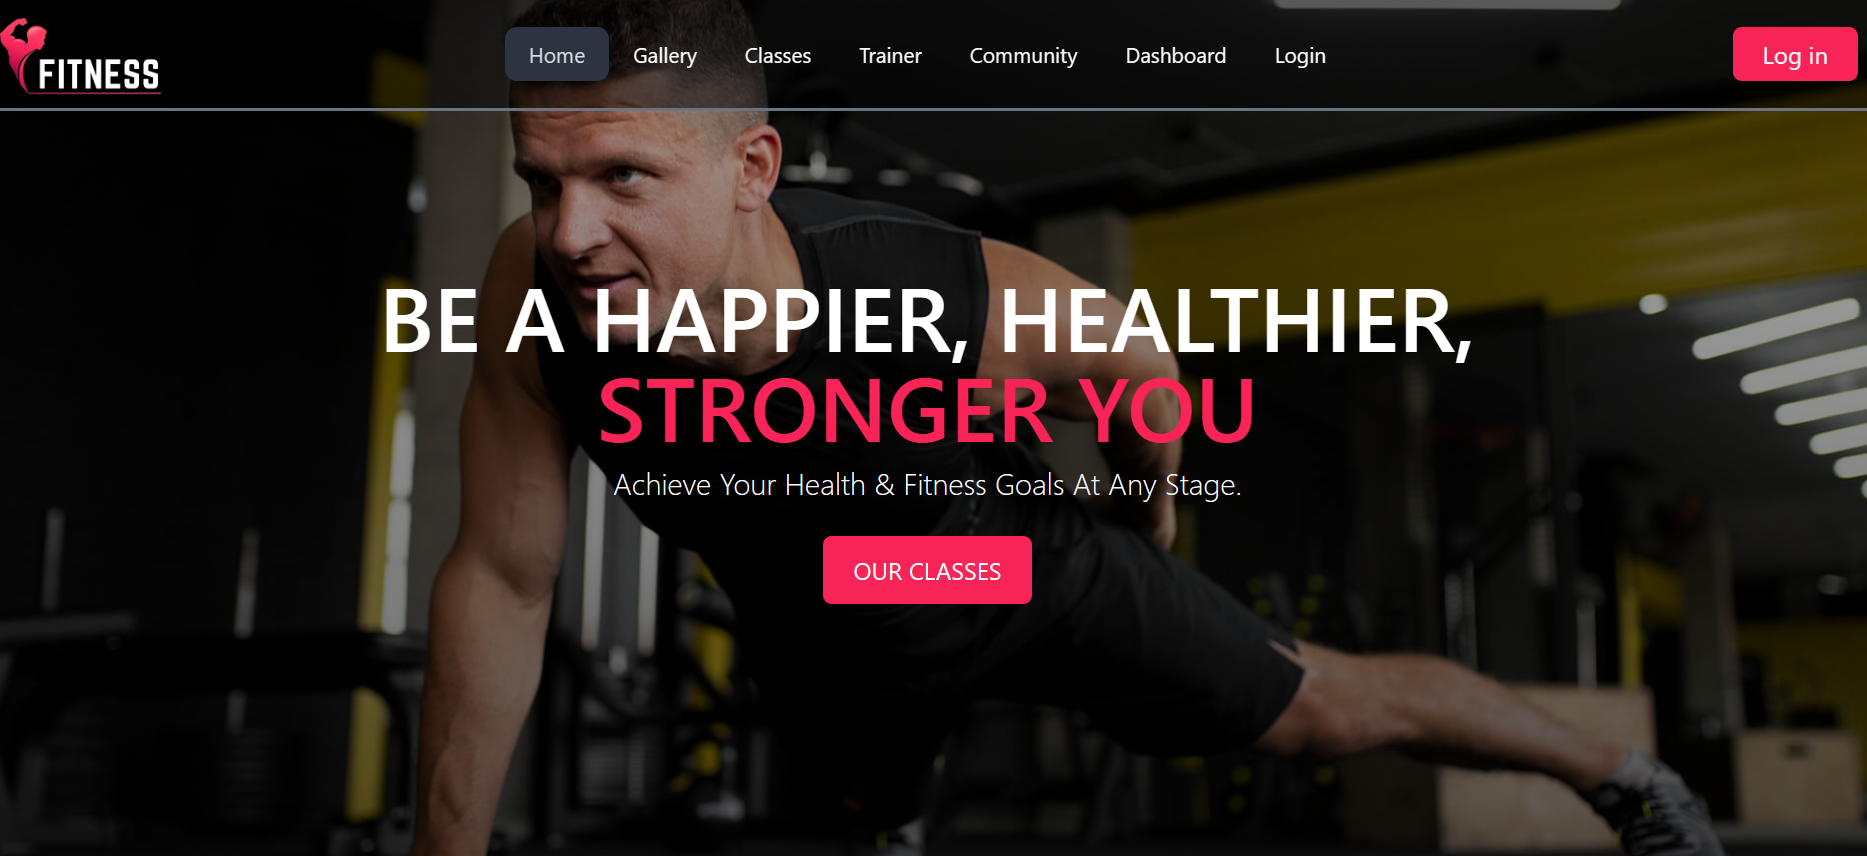 FITNESS
Home Gallery Classes Trainer Community Dashboard Login
Log in
BE A HAPPIER, HEALTHIER,
STRONGER YOU
Achieve Your Health & Fitness Goals At Any Stage.
OUR CLASSES